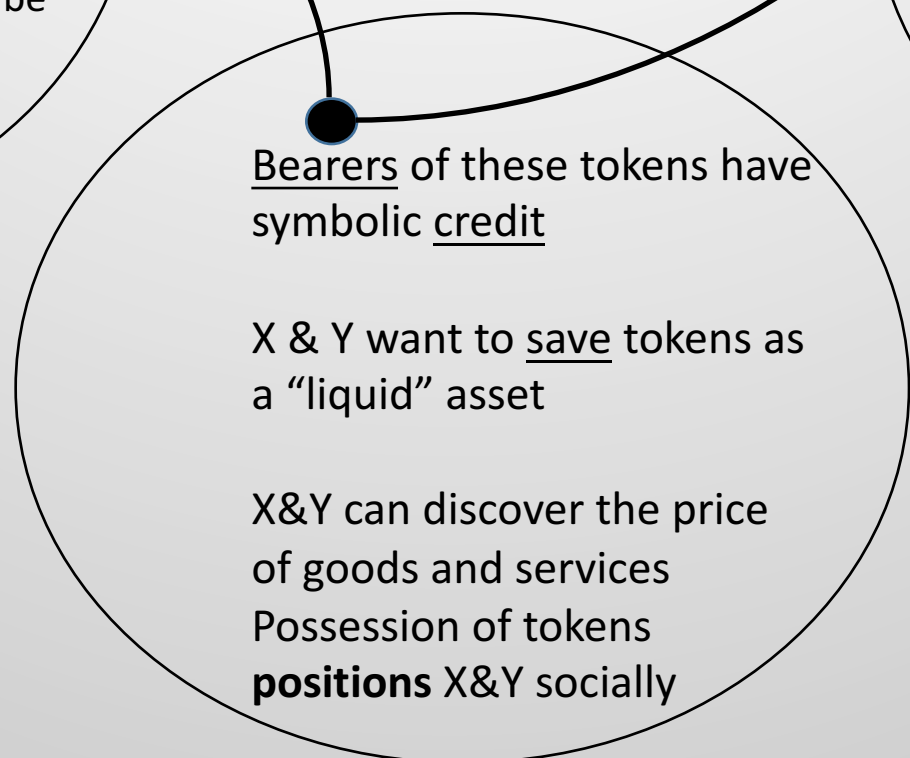 be
Bearers of these tokens have
symbolic credit
X & Y want to save tokens as
a “liquid” asset
X&Y can discover the price
of goods and services
Possession of tokens
positions X&Y socially